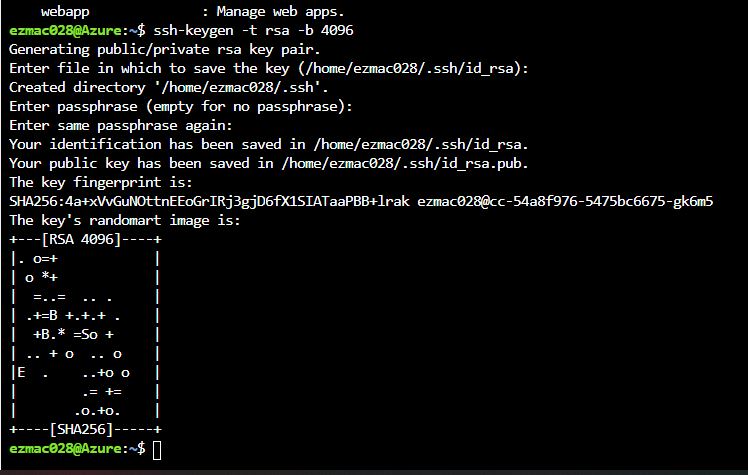 webapp             : Manage web apps.
ezmac028@Azure:~$ ssh-keygen -t rsa -b 4096
Generating public/private rsa key pair.
Enter file in which to save the key (/home/ezmac028/.ssh/id_rsa):
Created directory '/home/ezmac028/.ssh'.
Enter passphrase (empty for no passphrase):
Enter same passphrase again:
Your identification has been saved in /home/ezmac028/.ssh/id_rsa.
Your public key has been saved in /home/ezmac028/.ssh/id_rsa.pub.
The key fingerprint is:
SHA256:4a+xVvGuNOttnEEoGrIRj3gjD6fX1SIATaaPBB+lrak ezmac028@cc-54a8f976-5475bc6675-gk6m5
The key's randomart image is:
+---[RSA 4096]----+
|. o=+            |
| o *+            |
|  =..=  .. .     |
| .+=B +.+.+ .    |
|  +B.* =So +     |
| .. + o  .. o    |
|E  .    ..+o o   |
|        .= +=    |
|       .o.+o.    |
+----[SHA256]-----+
ezmac028@Azure:~$